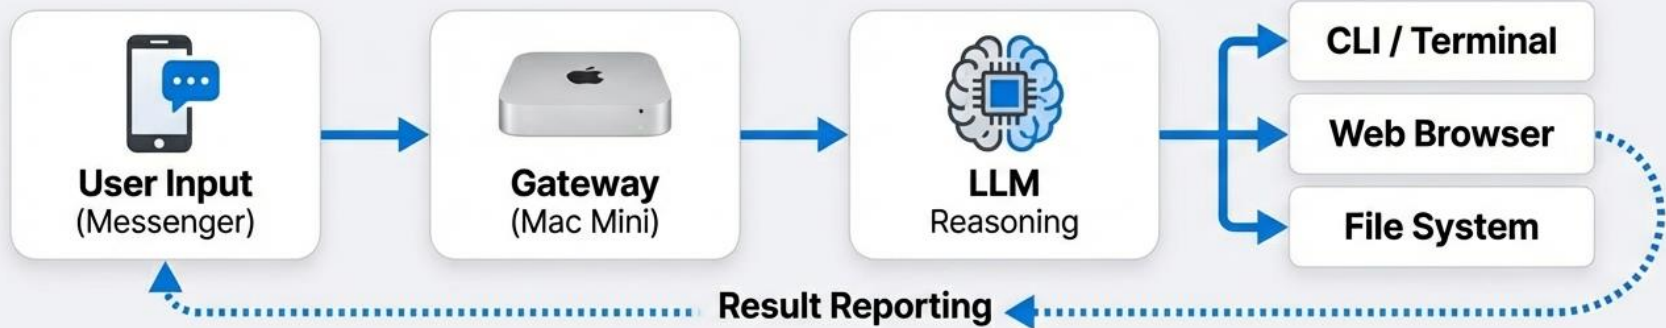 User Input
(Messenger)
Gateway
(Mac Mini)
LLM
Reasoning
CLI / Terminal
Web Browser
File System
Result Reporting